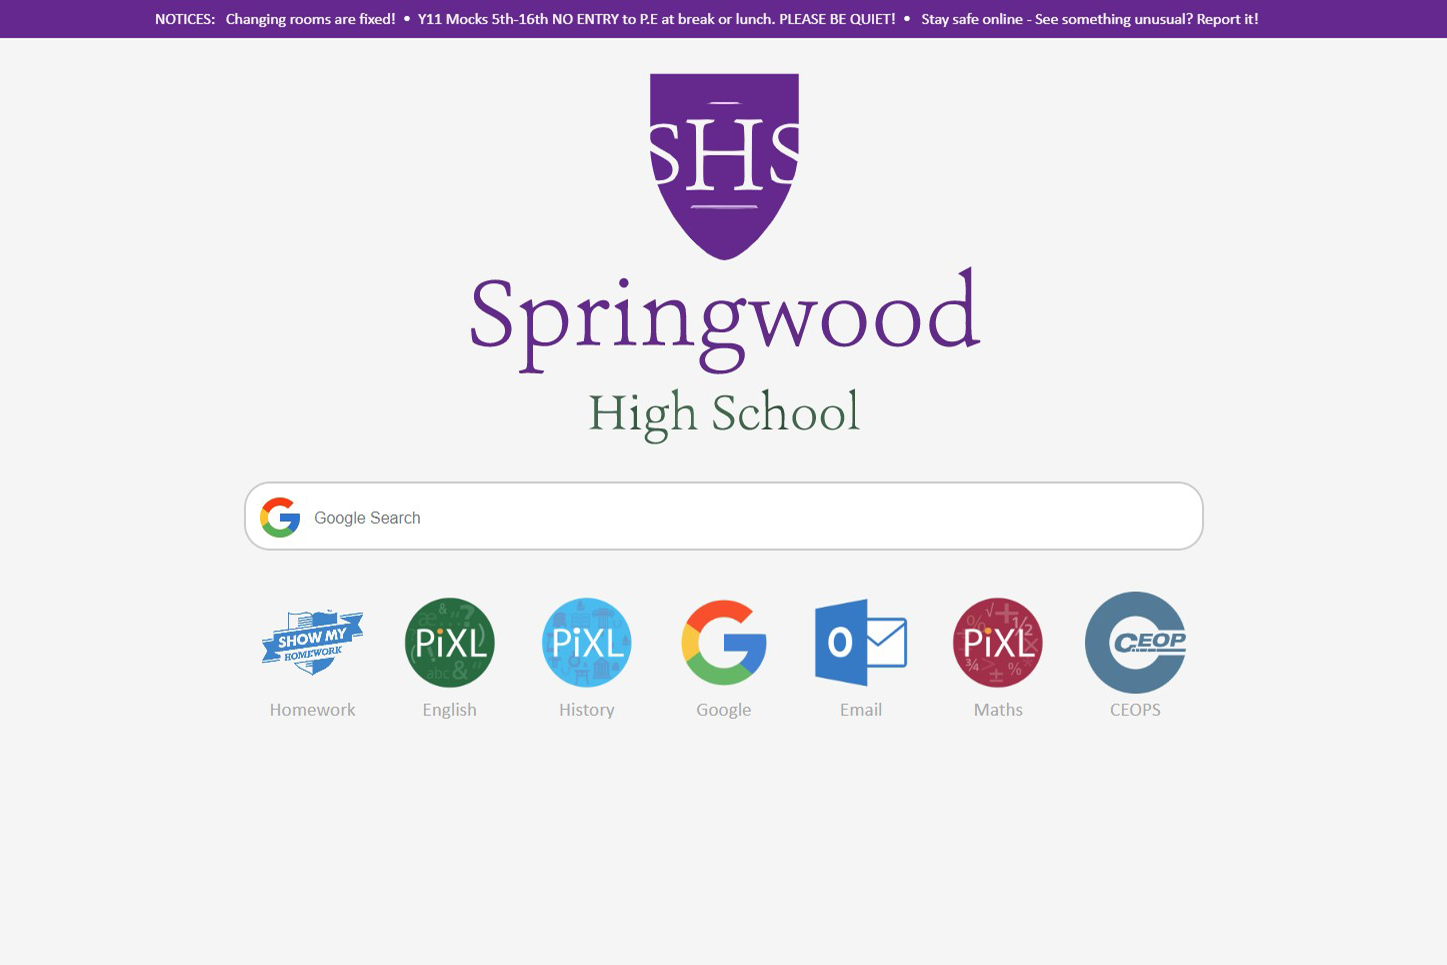 NOTICES: Changing rooms are fixed! • Y11 Mocks 5th-16th NO ENTRY to P.E at break or lunch. PLEASE BE QUIET! • Stay safe online - See something unusual? Report it!
SHS
Springwood
High School
Google Search
SHOW MY
HOMEWORK
PiXL
PiXL
PiXL
CEOP
Homework
English
History
Google
Email
Maths
CEOPS